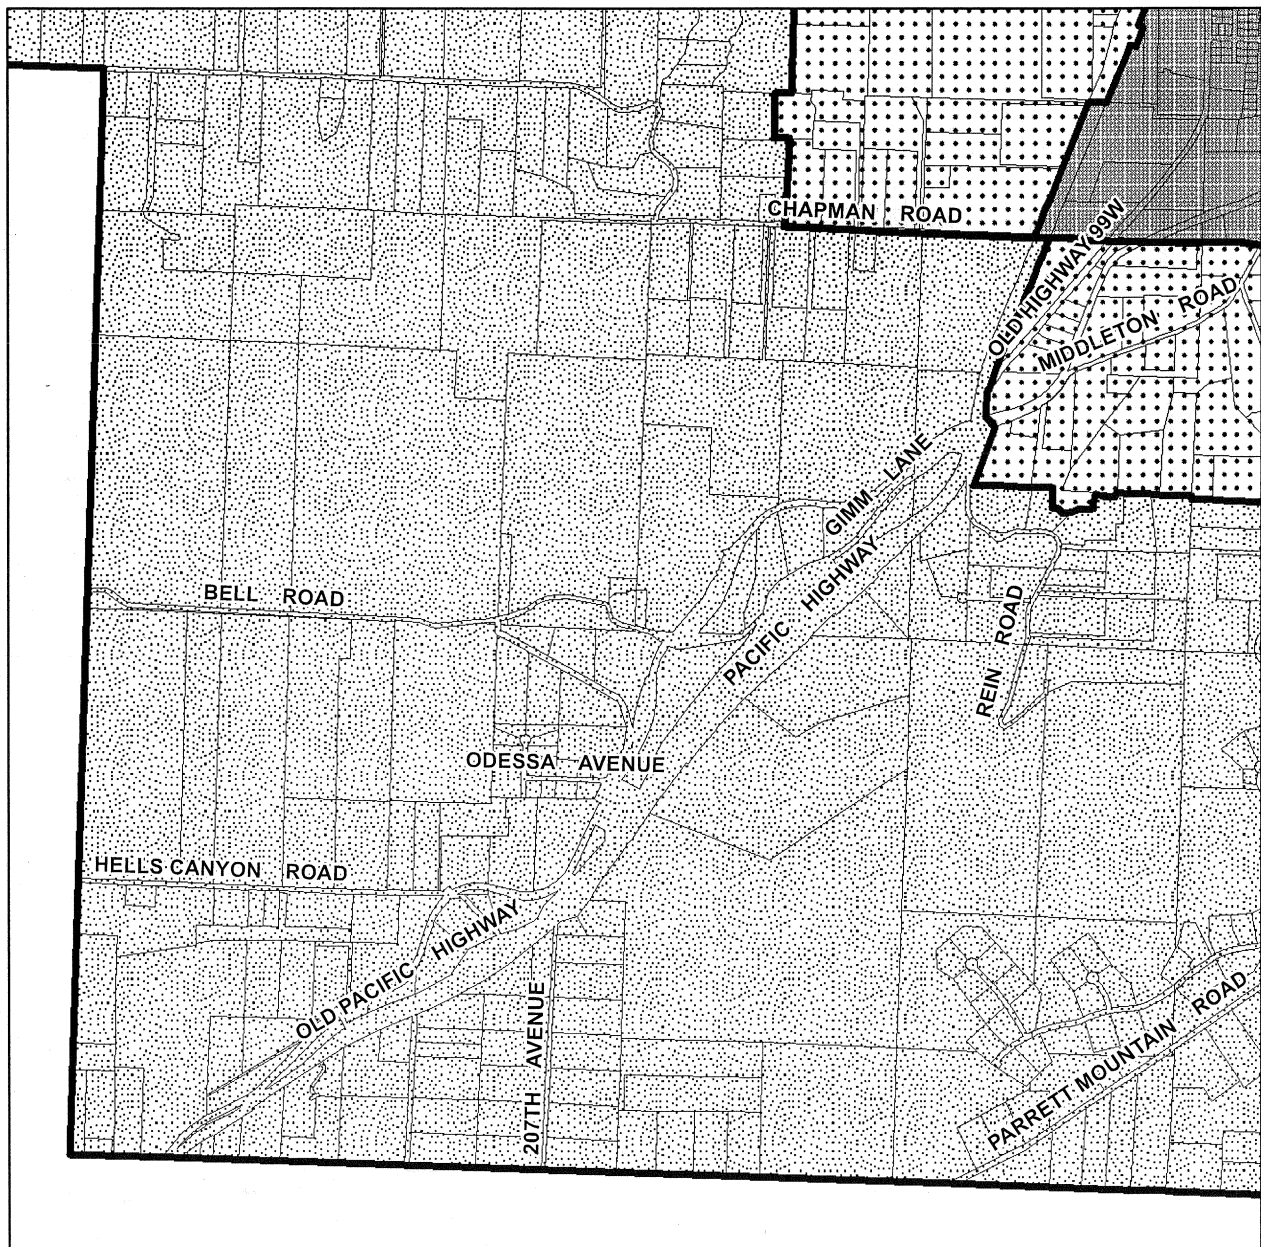 CHAPMAN ROAD
OLD HIGHWAY 99W
MIDDLETON ROAD
GIMM LANE
PACIFIC HIGHWAY
BELL ROAD
REIN ROAD
ODESSA AVENUE
HELLS CANYON ROAD
OLD PACIFIC HIGHWAY
207TH AVENUE
PARRETT MOUNTAIN ROAD